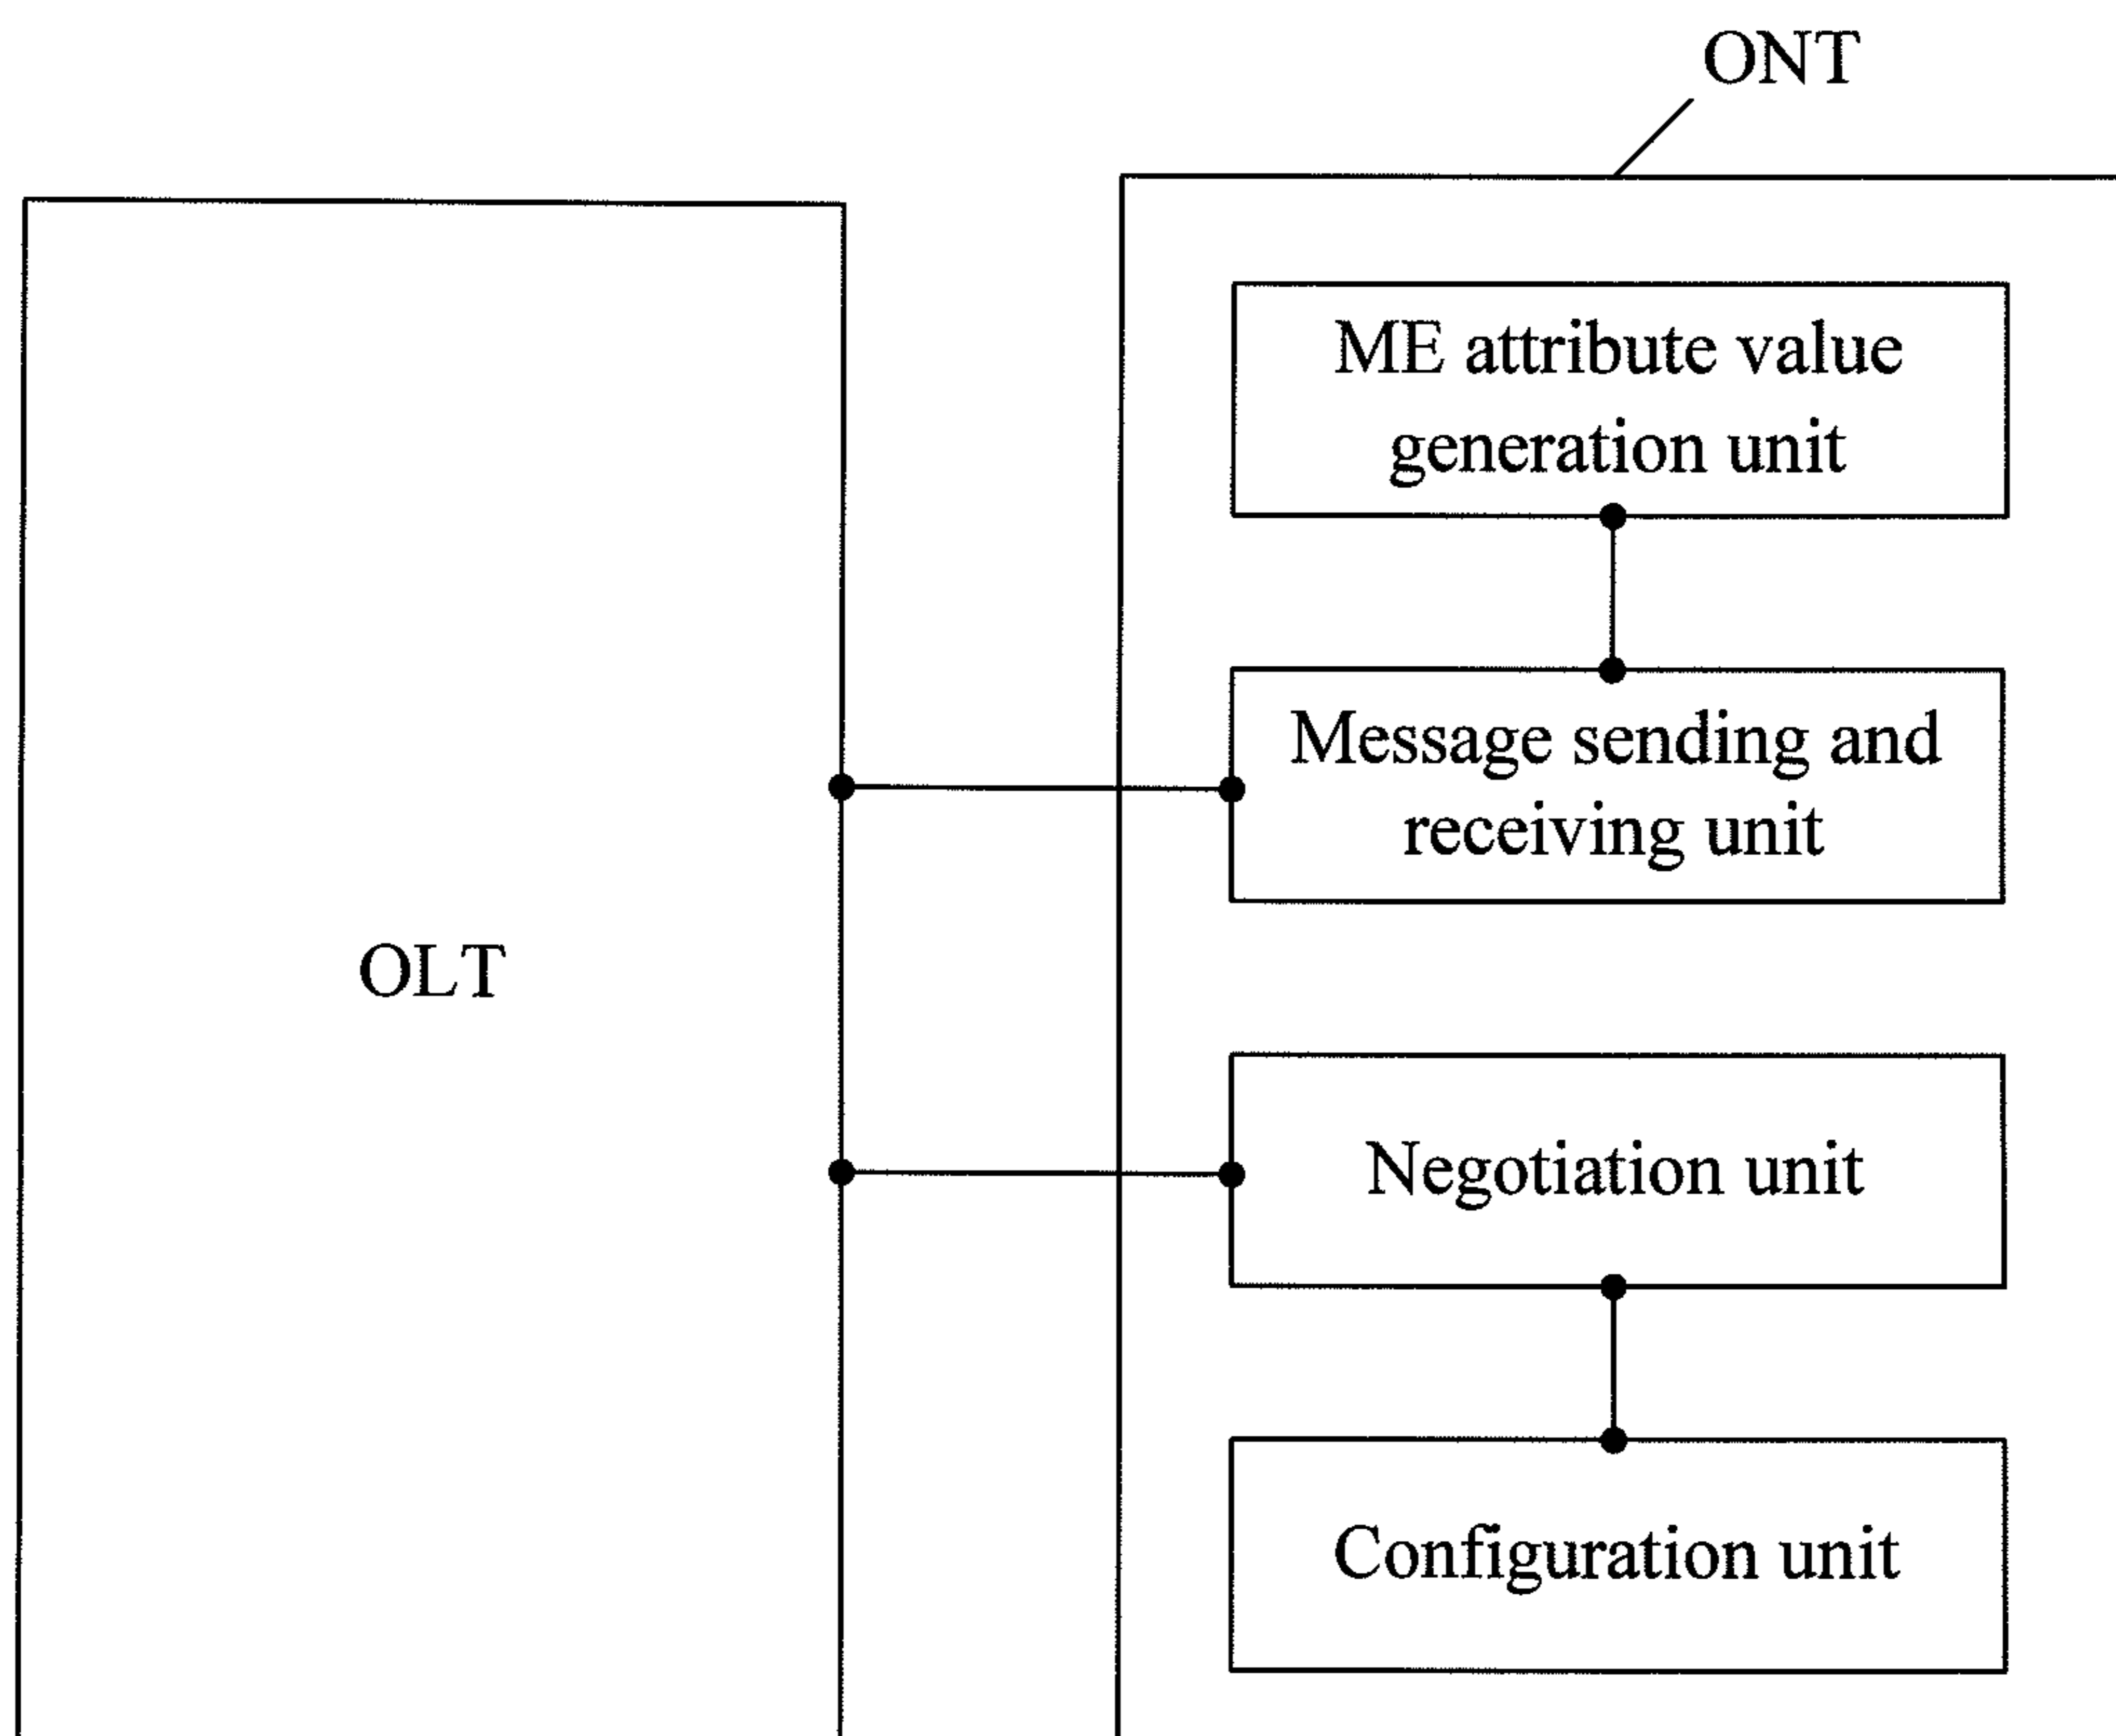 ONT
ME attribute value
generation unit
Message sending and
receiving unit
OLT
Negotiation unit
Configuration unit